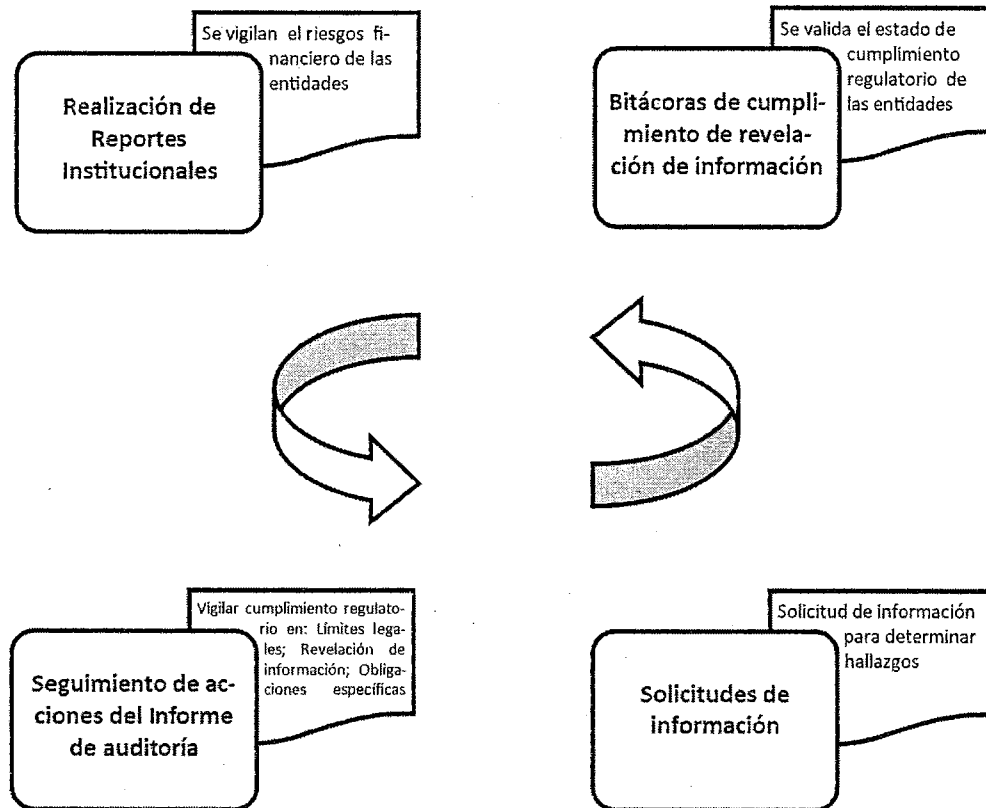 Se vigilan el riesgos fi-
nanciero de las
entidades
Realización de
Reportes
Institucionales
Se valida el estado de
cumplimiento
regulatorio de
las entidades
Bitácoras de cumpli-
miento de revela-
ción de información
Vigilar cumplimiento regulato-
rio en: Límites lega-
les; Revelación de
información; Obliga-
ciones específicas
Seguimiento de ac-
ciones del Informe
de auditoría
Solicitud de información
para determinar
hallazgos
Solicitudes de
información